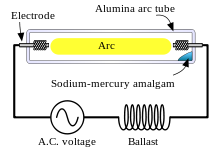 Electrode
Alumina arc tube
Arc
Sodium-mercury amalgam
A.C. voltage
Ballast